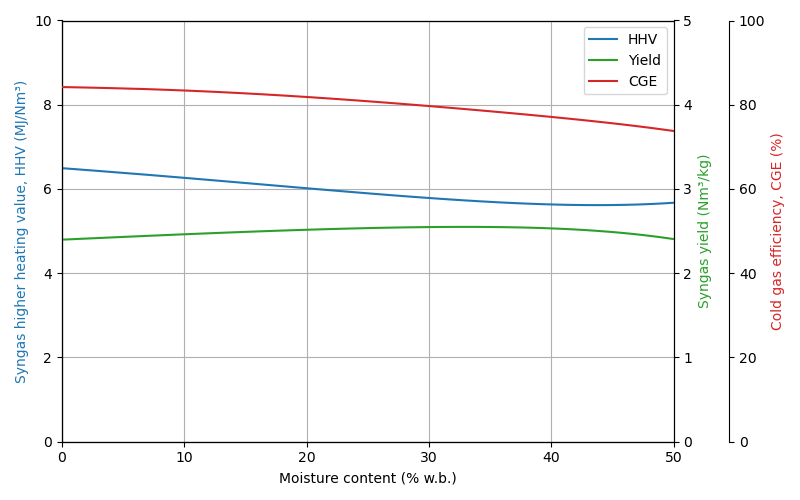 HHV
Yield
CGE
Syngas higher heating value, HHV (MJ/Nm³)
10
8
6
4
2
0
0 10 20 30 40 50
Moisture content (% w.b.)
5
4
3
2
1
0
Syngas yield (Nm³/kg)
100
80
60
40
20
0
Cold gas efficiency, CGE (%)